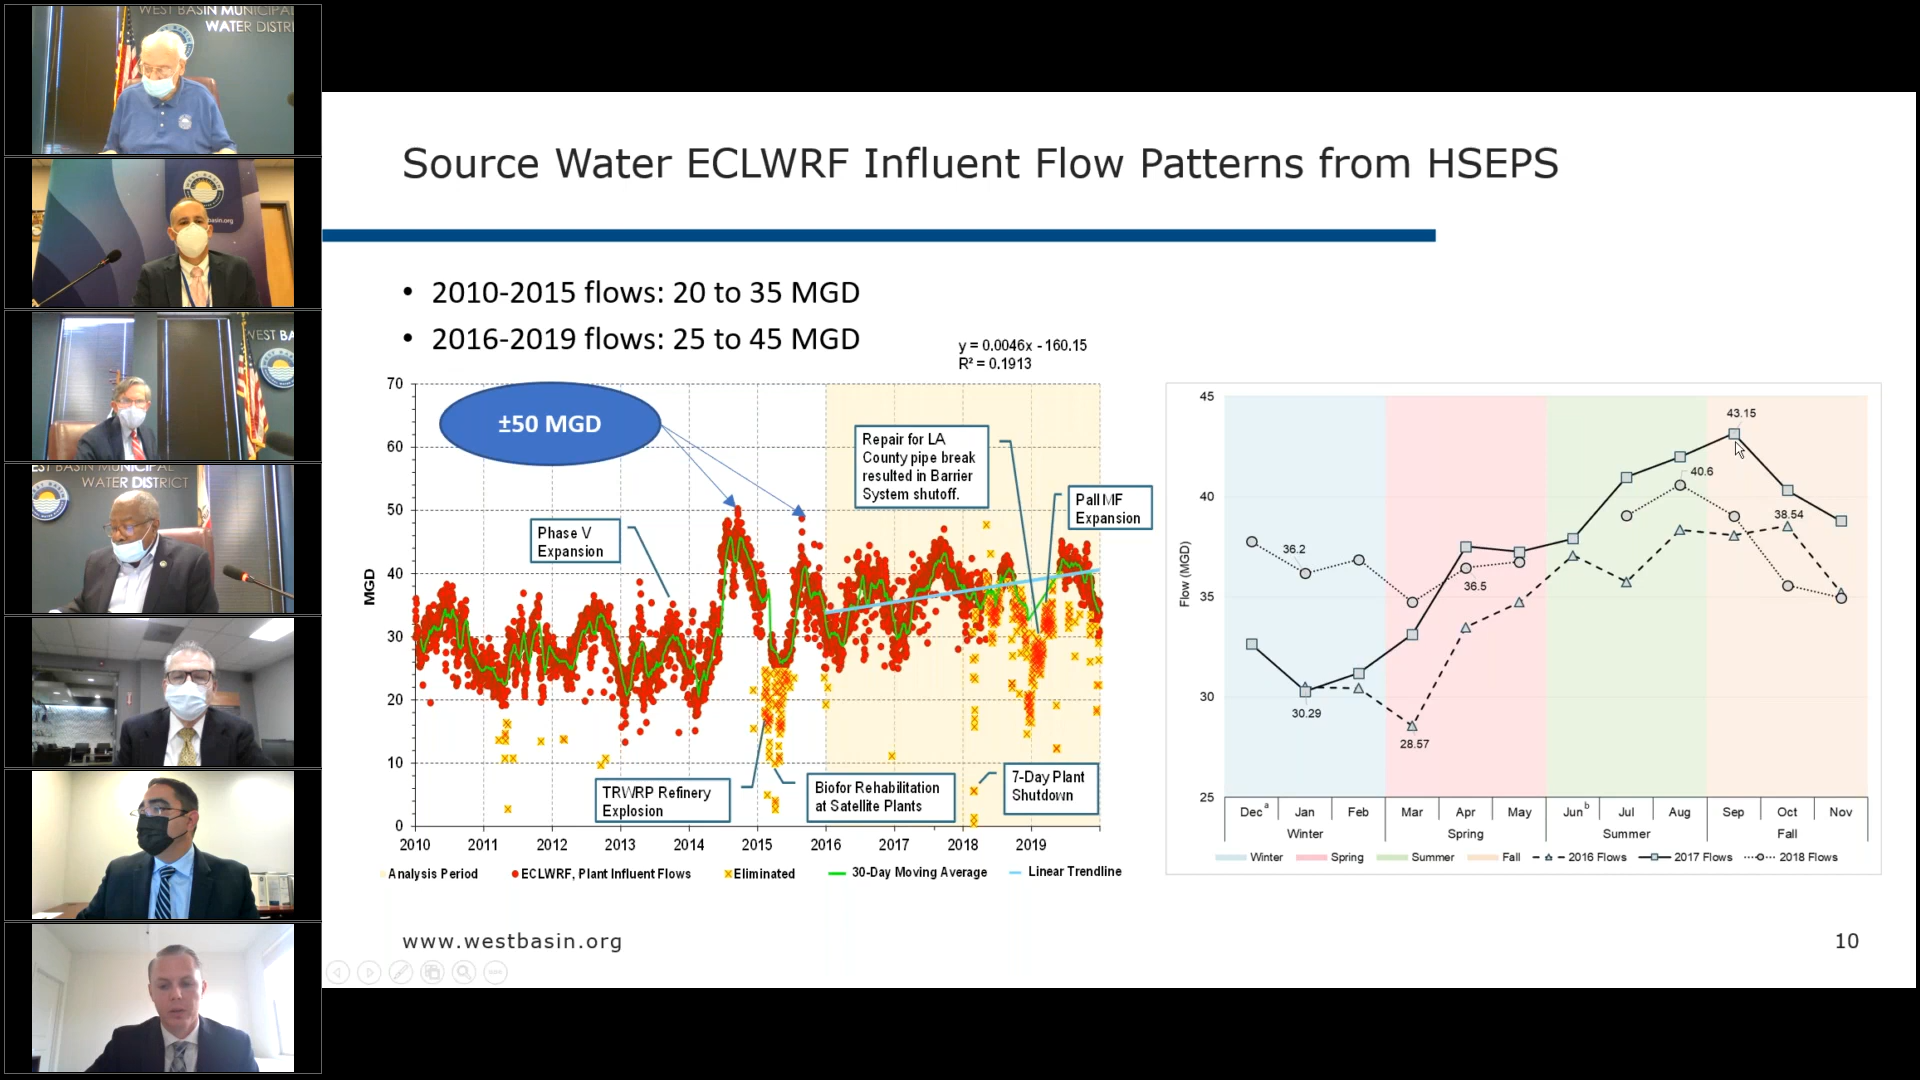 WEST BASIN MUNICIPAL
WATER DISTRI
WEST BASIN
basin.org
WEST BA
EST BASIN MUNICIPAL
WATER DISTRICT
Source Water ECLWRF Influent Flow Patterns from HSEPS
• 2010-2015 flows: 20 to 35 MGD
• 2016-2019 flows: 25 to 45 MGD
y = 0.0046x - 160.15
R² = 0.1913
±50 MGD
Phase V
Expansion
Repair for LA
County pipe break
resulted in Barrier
System shutoff.
Pall MF
Expansion
TRWRP Refinery
Explosion
Biofor Rehabilitation
at Satellite Plants
7-Day Plant
Shutdown
MGD
70
60
50
40
30
20
10
0
2010 2011 2012 2013 2014 2015 2016 2017 2018 2019
Analysis Period ECLWRF, Plant Influent Flows Eliminated 30-Day Moving Average Linear Trendline
Flow (MGD)
45
40
35
30
25
43.15
40.6
38.54
36.2
36.5
30.29
28.57
Dec a Jan Feb Mar Apr May Jun b Jul Aug Sep Oct Nov
Winter Spring Summer Fall
Winter Spring Summer Fall 2016 Flows 2017 Flows 2018 Flows
www.westbasin.org
10